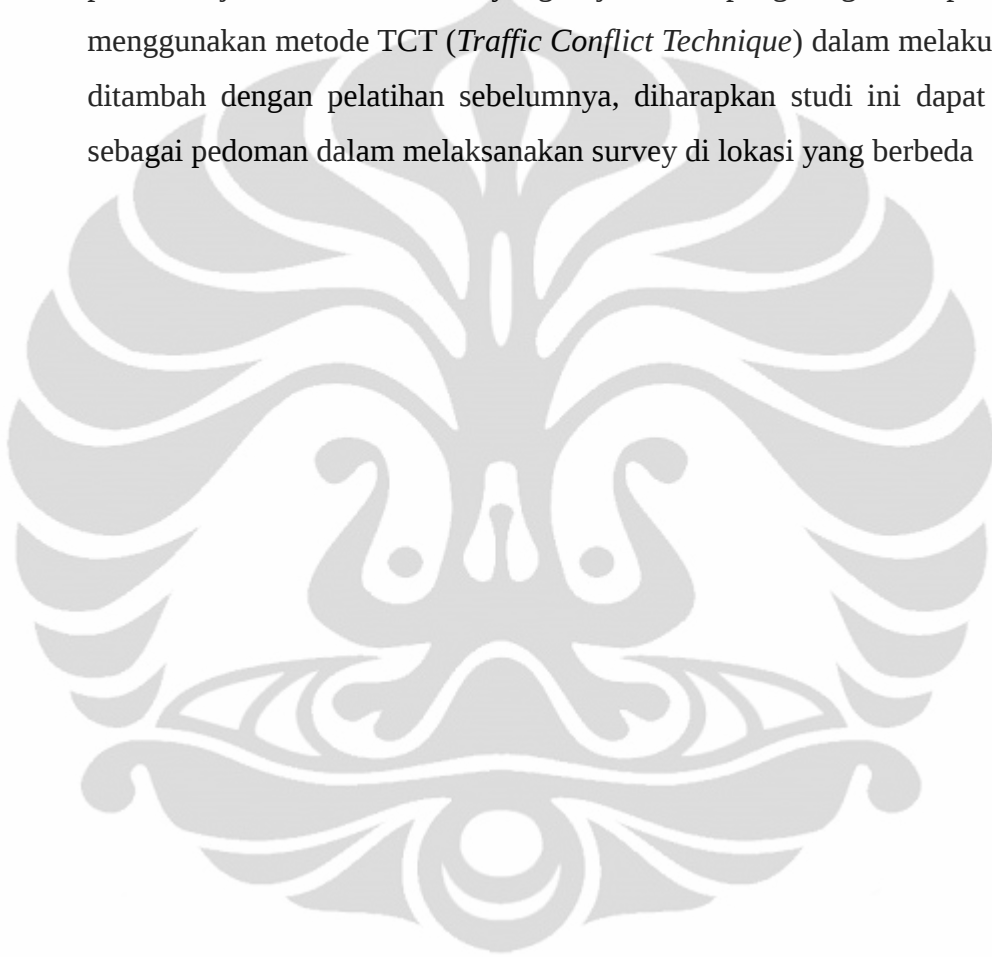 menggunakan metode TCT (Traffic Conflict Technique) dalam melaku
ditambah dengan pelatihan sebelumnya, diharapkan studi ini dapat
sebagai pedoman dalam melaksanakan survey di lokasi yang berbeda